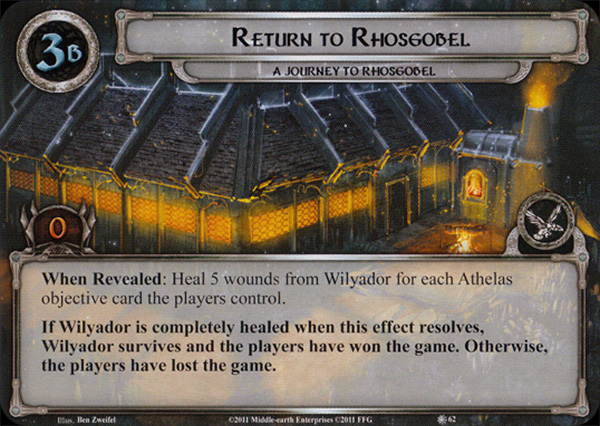 3B
RETURN TO RHOSGOBEL
A JOURNEY TO RHOSGOBEL
0
When Revealed: Heal 5 wounds from Wilyador for each Athelas
objective card the players control.
If Wilyador is completely healed when this effect resolves,
Wilyador survives and the players have won the game. Otherwise,
the players have lost the game.
Illus. Ben Zweifel
©2011 Middle-earth Enterprises ©2011 FFG
62